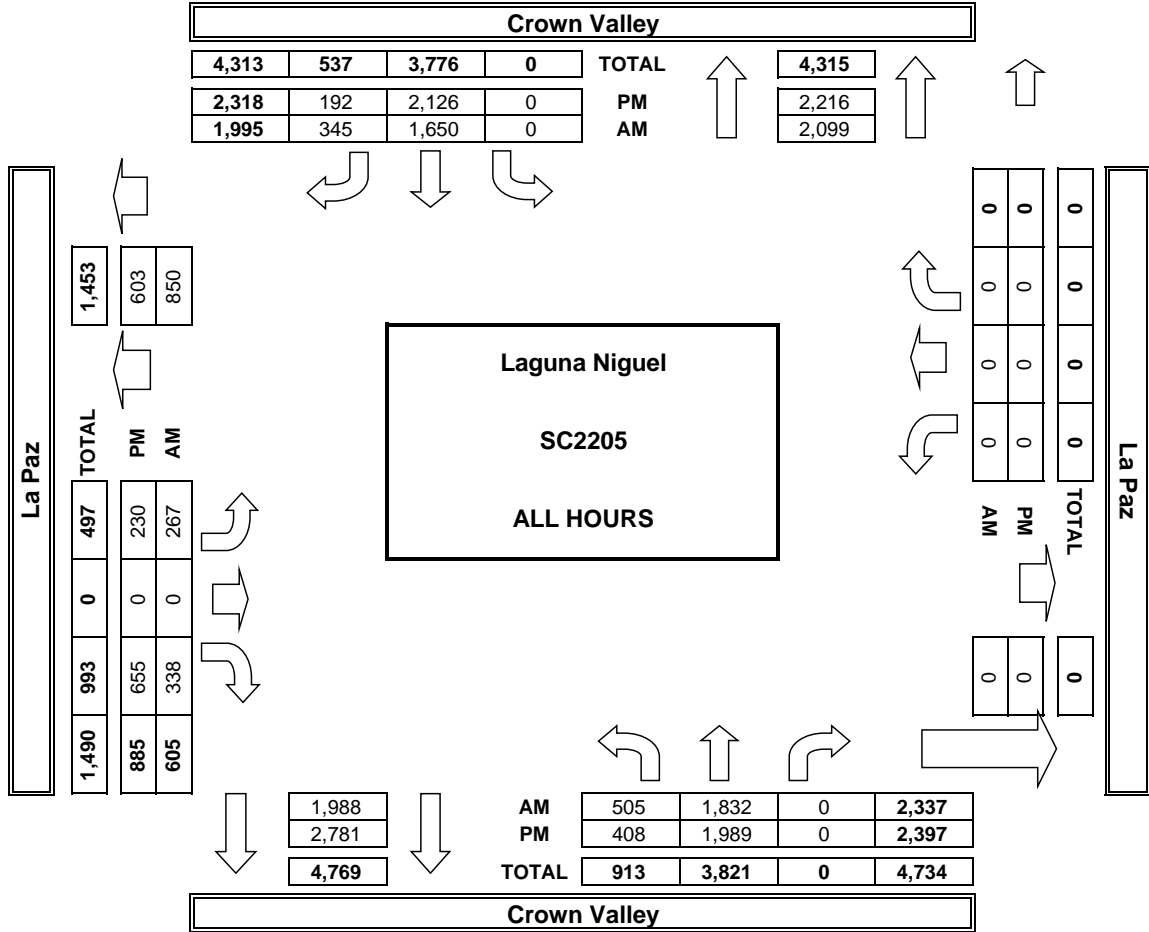 Crown Valley
4,313 537 3,776 0 TOTAL 4,315
2,318 192 2,126 0 PM 2,216
1,995 345 1,650 0 AM 2,099
La Paz
1,453 603 850
TOTAL PM AM
497 230 267
0 0 0
993 655 338
1,490 885 605
Laguna Niguel
SC2205
ALL HOURS
0 0 0
0 0 0
0 0 0
0 0 0
AM PM TOTAL
0 0 0
La Paz
1,988 AM 505 1,832 0 2,337
2,781 PM 408 1,989 0 2,397
4,769 TOTAL 913 3,821 0 4,734
Crown Valley